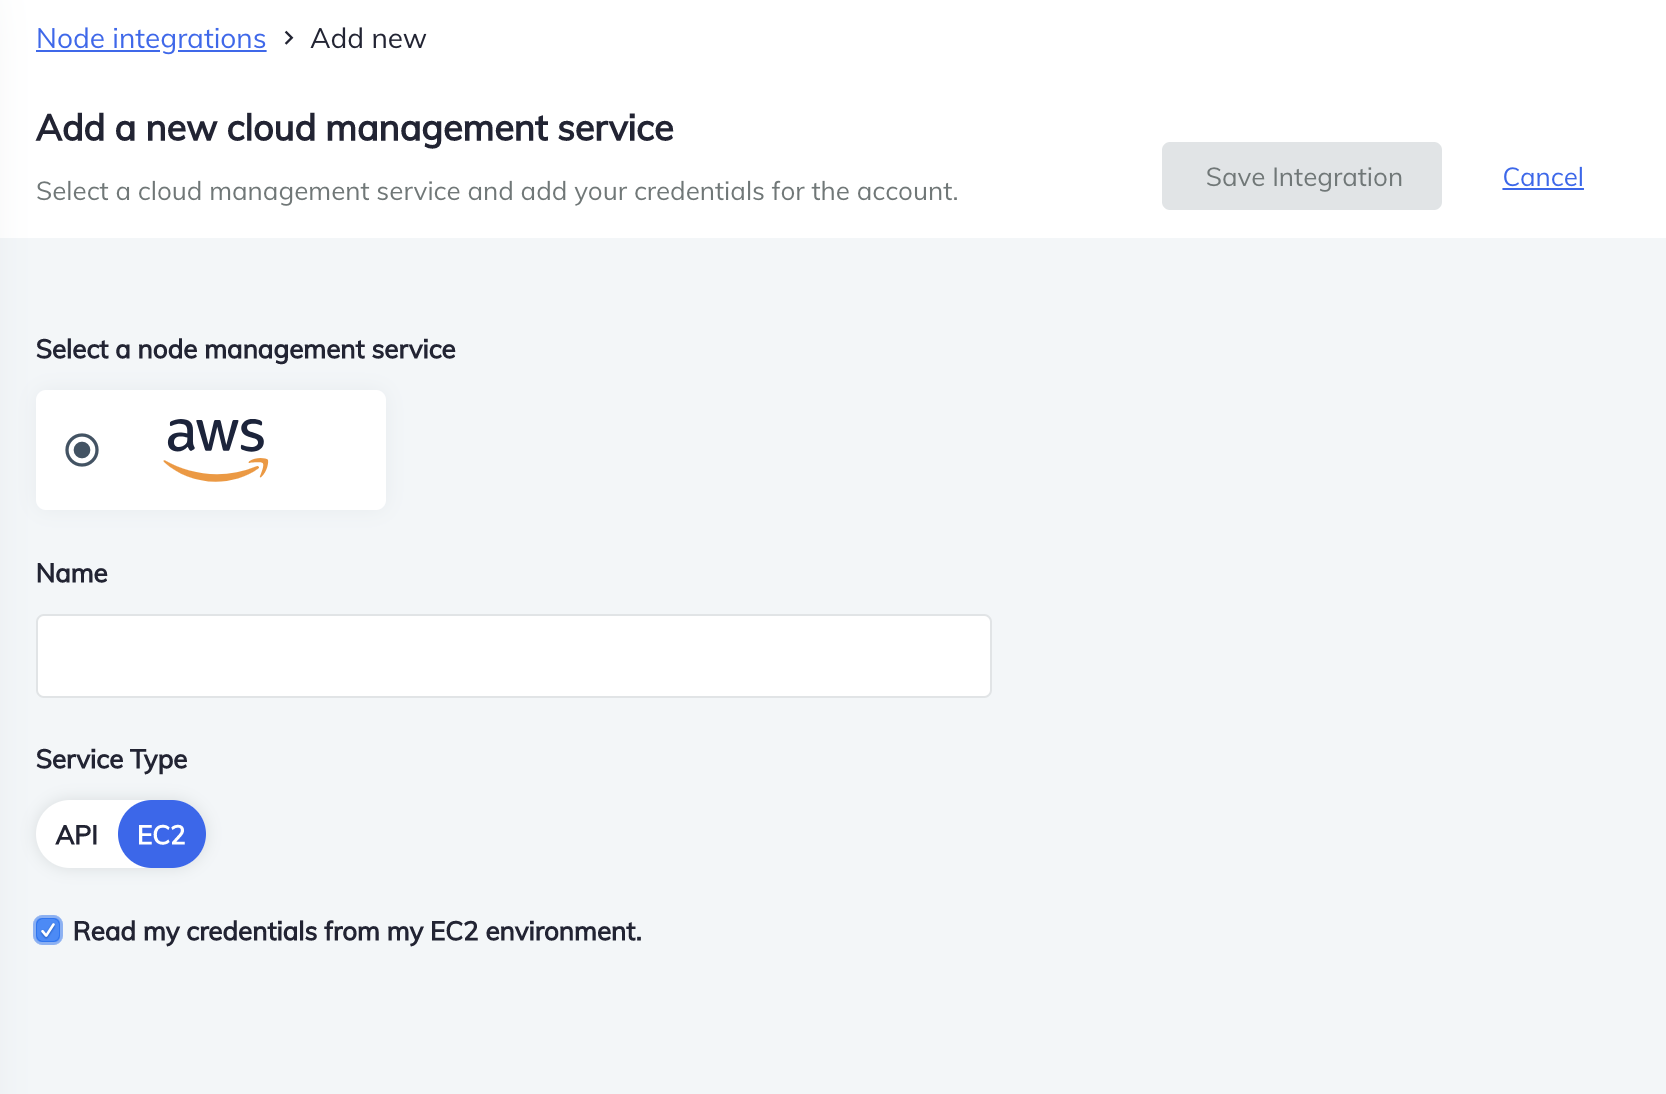 Node integrations > Add new
Add a new cloud management service
Select a cloud management service and add your credentials for the account.
Save Integration
Cancel
Select a node management service
aws
Name
Service Type
API EC2
Read my credentials from my EC2 environment.